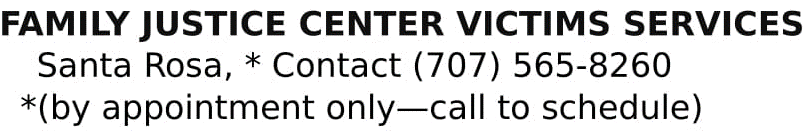 FAMILY JUSTICE CENTER VICTIMS SERVICES
Santa Rosa, * Contact (707) 565-8260
*(by appointment only—call to schedule)